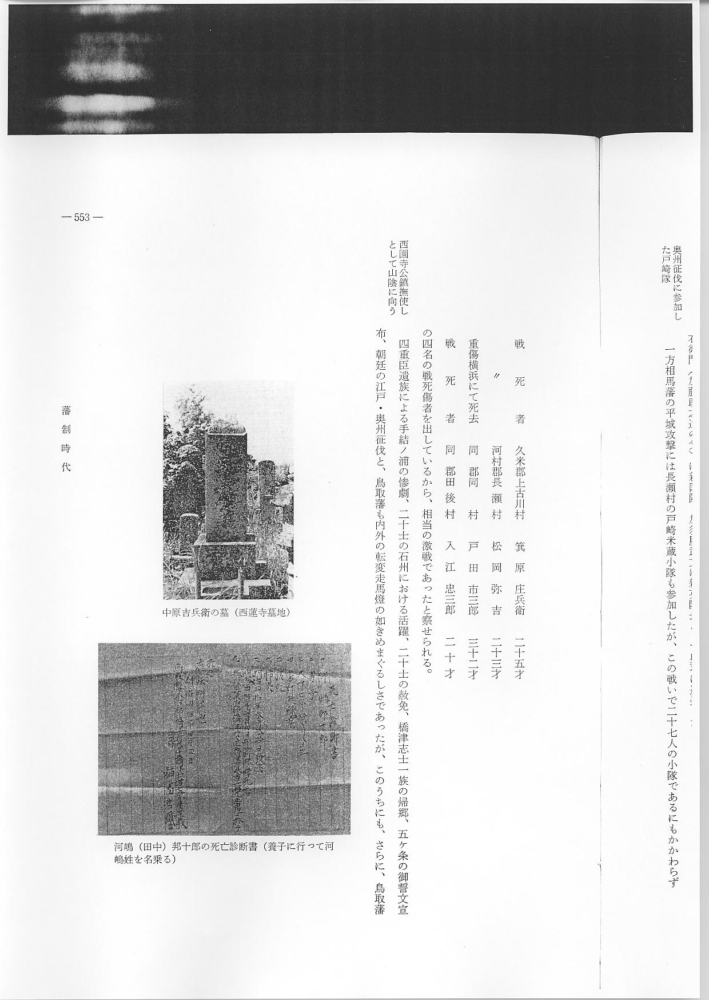 奥州征伐に参加し
た戸崎隊
一方相馬藩の平城攻撃には長瀬村の戸崎米蔵小隊も参加したが、この戦いで二十七人の小隊であるにもかかわらず
戦死者 久米郡上古川村 箕原庄兵衛 二十五才
〃 河村郡長瀬村 松岡弥吉 二十三才
重傷横浜にて死去 同郡同村 戸田市三郎 三十二才
戦死者 同郡田後村 入江忠三郎 二十才
の四名の戦死傷者を出しているから、相当の激戦であったと察せられる。
西園寺公鎮撫使し
として山陰に向う
四重臣遺族による手結ノ浦の惨劇、二十士の石州における活躍、二十士の赦免、橋津志士一族の帰郷、五ケ条の御誓文宣
布、朝廷の江戸・奥州征伐と、鳥取藩も内外の転変走馬燈の如きめまぐるしさであったが、このうちにも、さらに、鳥取藩
中原吉兵衛の墓（西蓮寺墓地）
河嶋（田中）邦十郎の死亡診断書（養子に行って河
嶋姓を名乗る）
藩制時代
—553—